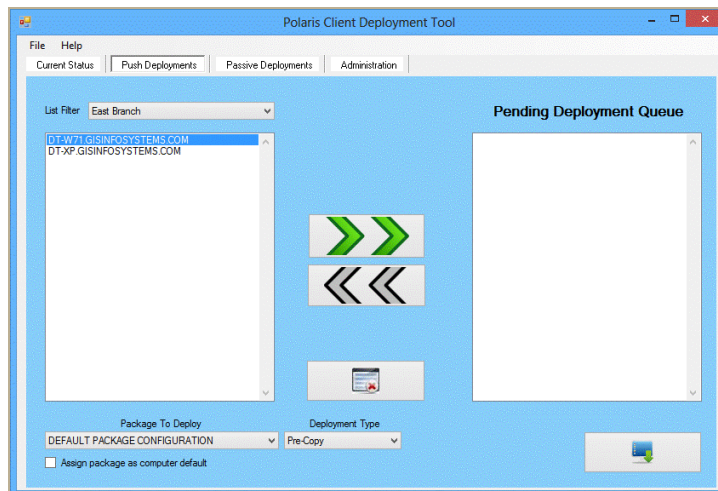 Polaris Client Deployment Tool
File Help
Current Status Push Deployments Passive Deployments Administration
List Filter East Branch
Pending Deployment Queue
DT-W71.GISINFOSYSTEMS.COM
DT-XP.GISINFOSYSTEMS.COM
Package To Deploy Deployment Type
DEFAULT PACKAGE CONFIGURATION Pre-Copy
Assign package as computer default